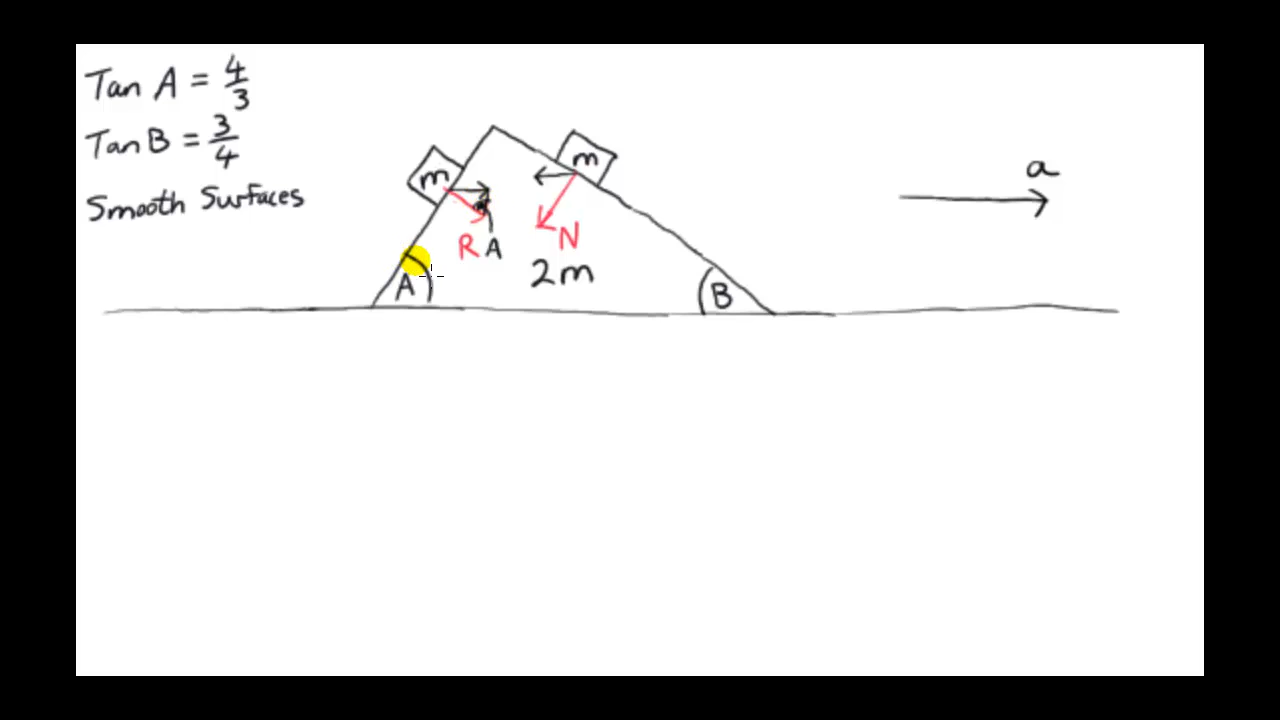 Tan A = 4/3
Tan B = 3/4
Smooth Surfaces
m
m
a
R A
N
2m
A
B